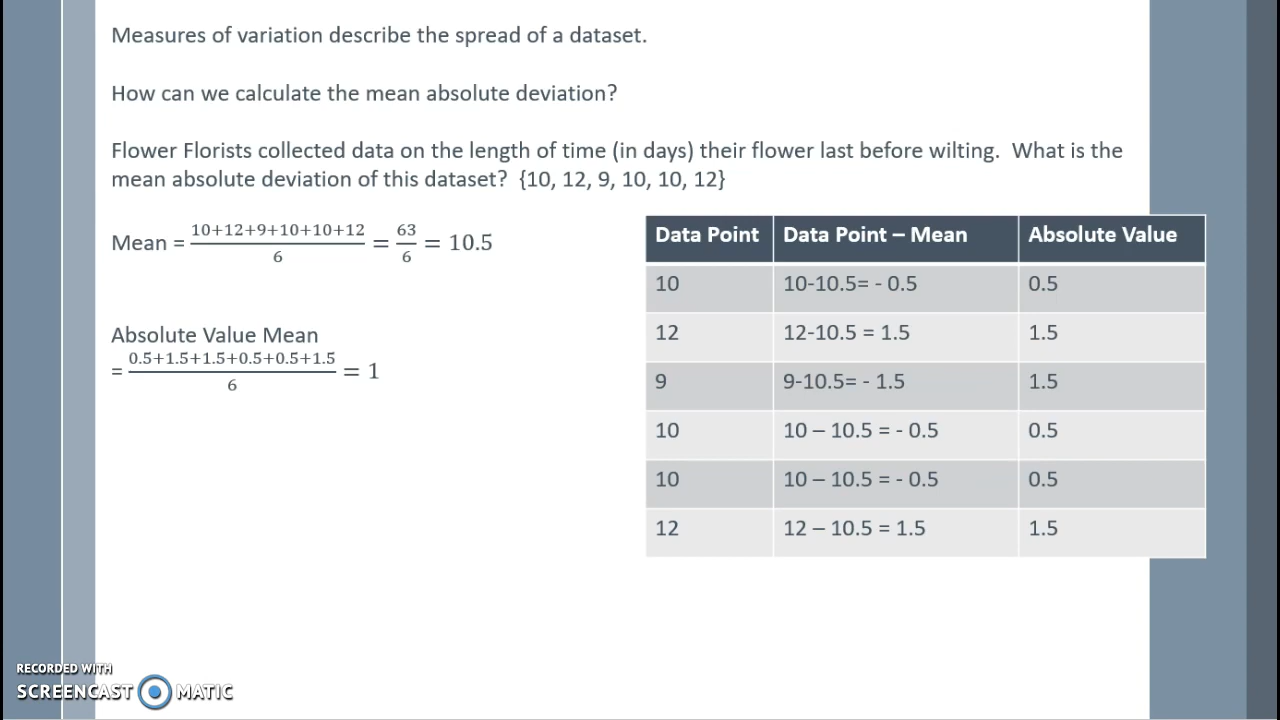 Measures of variation describe the spread of a dataset.
How can we calculate the mean absolute deviation?
Flower Florists collected data on the length of time (in days) their flower last before wilting.  What is the
mean absolute deviation of this dataset?  {10, 12, 9, 10, 10, 12}
Mean = (10+12+9+10+10+12)/6 = 63/6 = 10.5
Absolute Value Mean
= (0.5+1.5+1.5+0.5+0.5+1.5)/6 = 1
Data Point Data Point – Mean Absolute Value
10 10-10.5= - 0.5 0.5
12 12-10.5 = 1.5 1.5
9 9-10.5= - 1.5 1.5
10 10 – 10.5 = - 0.5 0.5
10 10 – 10.5 = - 0.5 0.5
12 12 – 10.5 = 1.5 1.5
RECORDED WITH
SCREENCAST MATIC